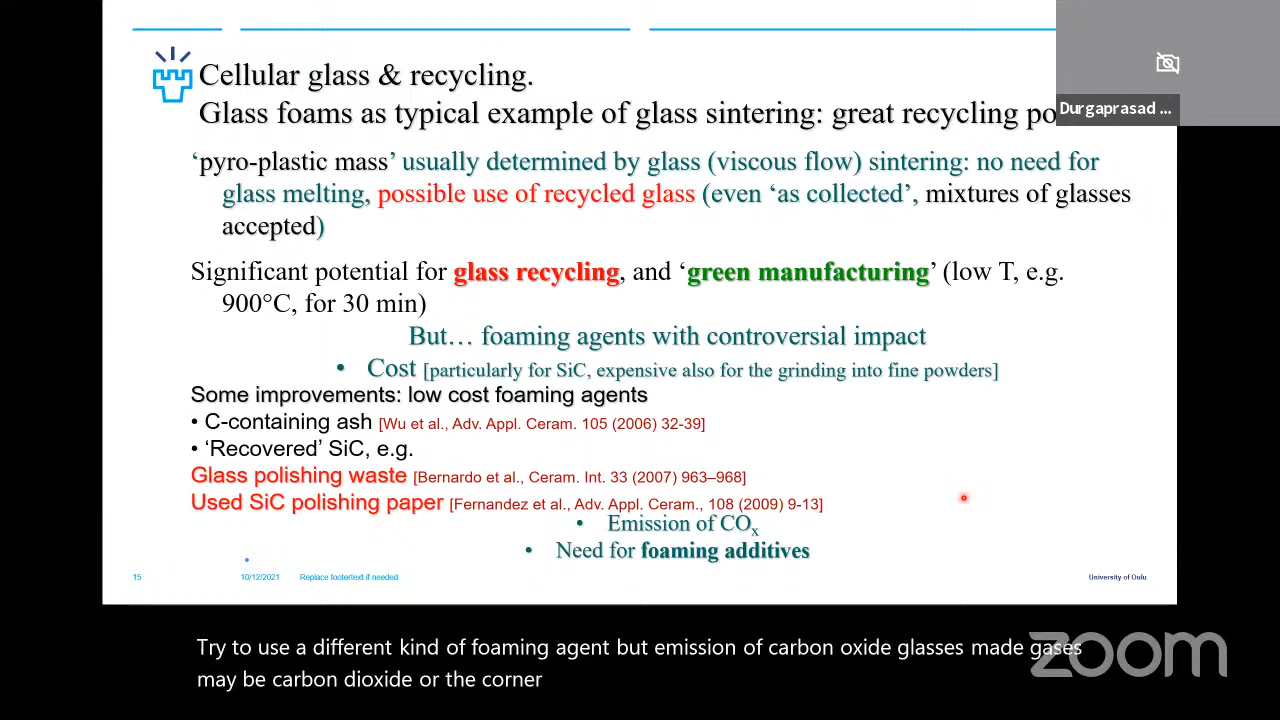 Cellular glass & recycling.
Glass foams as typical example of glass sintering: great recycling po
Durgaprasad ...
‘pyro-plastic mass’ usually determined by glass (viscous flow) sintering: no need for
glass melting, possible use of recycled glass (even ‘as collected’, mixtures of glasses
accepted)
Significant potential for glass recycling, and ‘green manufacturing’ (low T, e.g.
900°C, for 30 min)
But… foaming agents with controversial impact
• Cost [particularly for SiC, expensive also for the grinding into fine powders]
Some improvements: low cost foaming agents
• C-containing ash [Wu et al., Adv. Appl. Ceram. 105 (2006) 32-39]
• ‘Recovered’ SiC, e.g.
Glass polishing waste [Bernardo et al., Ceram. Int. 33 (2007) 963–968]
Used SiC polishing paper [Fernandez et al., Adv. Appl. Ceram., 108 (2009) 9-13]
• Emission of COx
• Need for foaming additives
15 10/12/2021 Replace footertext if needed University of Oulu
Try to use a different kind of foaming agent but emission of carbon oxide glasses made gases
may be carbon dioxide or the corner
zoom